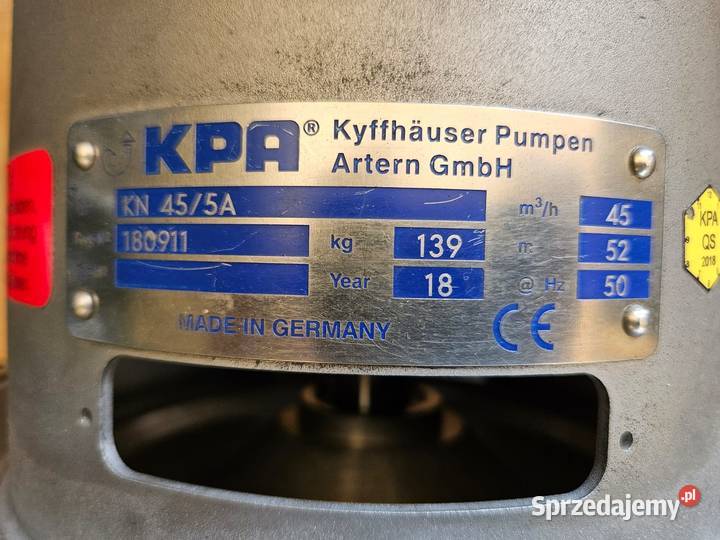 KPA® Kyffhäuser Pumpen
Artern GmbH
KN 45/5A m³/h 45
180911 kg 139 m 52
Year 18 @ Hz 50
MADE IN GERMANY CE
KPA
QS
2018
Sprzedajemy.pl